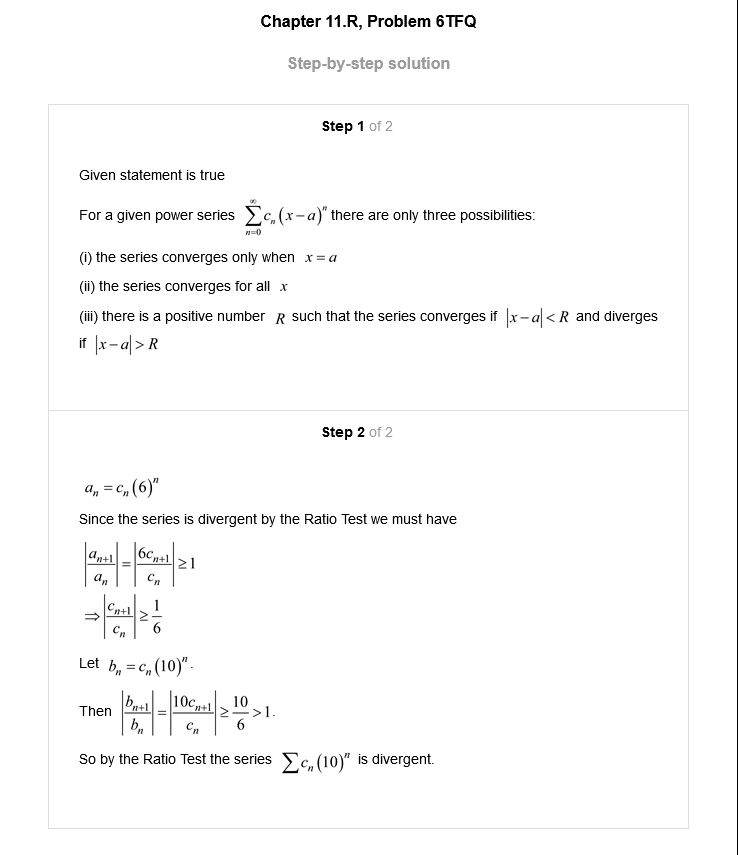 Chapter 11.R, Problem 6TFQ
Step-by-step solution
Step 1 of 2
Given statement is true
For a given power series $\sum_{n=0}^{\infty} c_n (x-a)^n$ there are only three possibilities:
(i) the series converges only when $x = a$
(ii) the series converges for all $x$
(iii) there is a positive number $R$ such that the series converges if $|x-a| < R$ and diverges
if $|x-a| > R$
Step 2 of 2
$a_n = c_n (6)^n$
Since the series is divergent by the Ratio Test we must have
$\left|\frac{a_{n+1}}{a_n}\right| = \left|\frac{6c_{n+1}}{c_n}\right| \geq 1$
$\Rightarrow \left|\frac{c_{n+1}}{c_n}\right| \geq \frac{1}{6}$
Let $b_n = c_n (10)^n$.
Then $\left|\frac{b_{n+1}}{b_n}\right| = \left|\frac{10c_{n+1}}{c_n}\right| \geq \frac{10}{6} > 1$.
So by the Ratio Test the series $\sum c_n (10)^n$ is divergent.